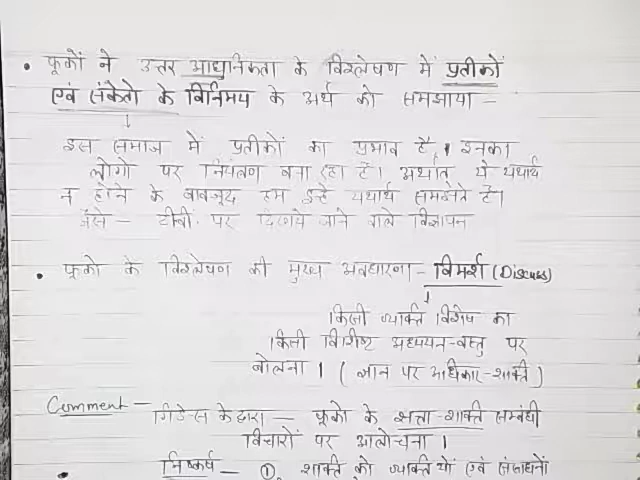 • फूकों ने उत्तर आधुनिकता के विश्लेषण में प्रतीकों
एवं संकेतो के विनिमय के अर्थ को समझाया –
इस समाज में प्रतीकों का प्रभाव है, इनका
लोगो पर नियंत्रण बना रहा है। अर्थात् ये यथार्थ
न होने के बावजूद हम इन्हे यथार्थ समझते है।
जैसे – टीवी पर दिखाये जाने वाले विज्ञापन
• फूको के विश्लेषण की मुख्य अवधारणा – विमर्श (Discuss)
किसी व्यक्ति विशेष का
किसी विशिष्ट अध्ययन-वस्तु पर
बोलना । ( ज्ञान पर अधिकार-शक्ति )
Comment –
गिडेन्स के द्वारा – फूको के सत्ता-शक्ति सम्बंधी
विचारों पर आलोचना ।
निष्कर्ष – ①. शक्ति को व्यक्तियों एवं संसाधनों